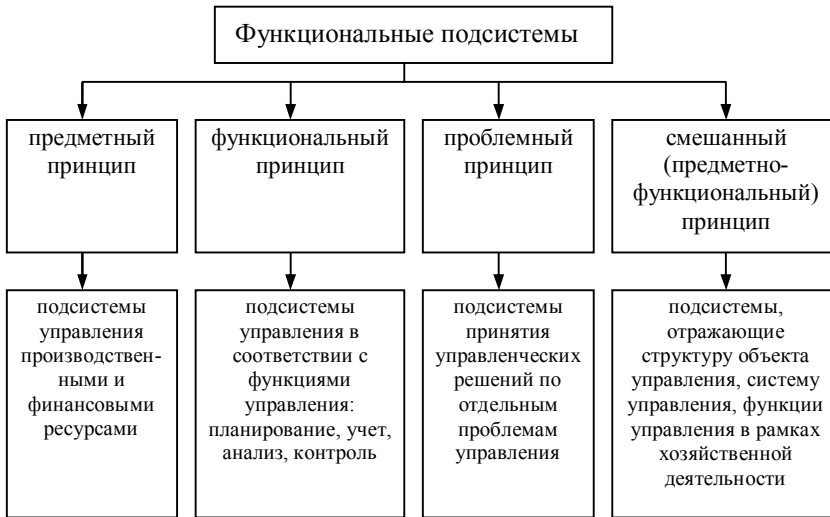 Функциональные подсистемы
предметный
принцип
функциональный
принцип
проблемный
принцип
смешанный
(предметно-
функциональный)
принцип
подсистемы
управления
производствен-
ными и
финансовыми
ресурсами
подсистемы
управления в
соответствии с
функциями
управления:
планирование, учет,
анализ, контроль
подсистемы
принятия
управленческих
решений по
отдельным
проблемам
управления
подсистемы,
отражающие
структуру объекта
управления, систему
управления, функции
управления в рамках
хозяйственной
деятельности